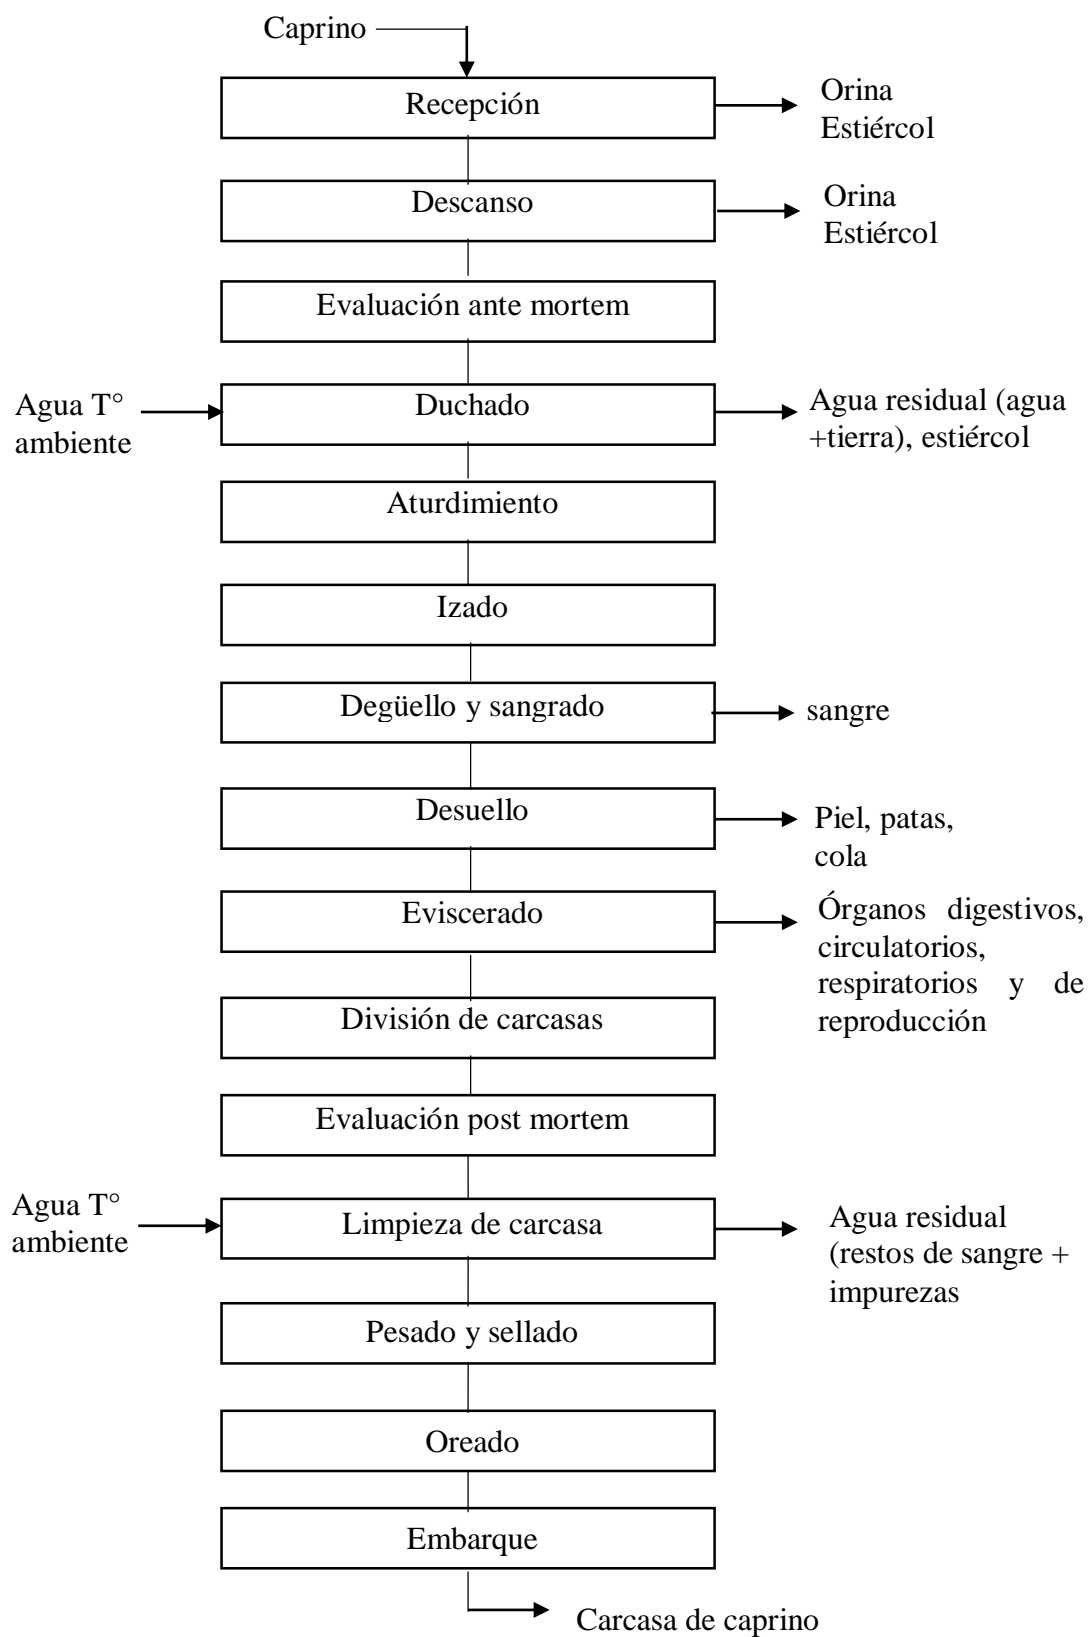 Caprino
Recepción
Orina
Estiércol
Descanso
Orina
Estiércol
Evaluación ante mortem
Agua T°
ambiente
Duchado
Agua residual (agua
+tierra), estiércol
Aturdimiento
Izado
Degüello y sangrado
sangre
Desuello
Piel, patas,
cola
Eviscerado
Órganos digestivos,
circulatorios,
respiratorios y de
reproducción
División de carcasas
Evaluación post mortem
Agua T°
ambiente
Limpieza de carcasa
Agua residual
(restos de sangre +
impurezas
Pesado y sellado
Oreado
Embarque
Carcasa de caprino